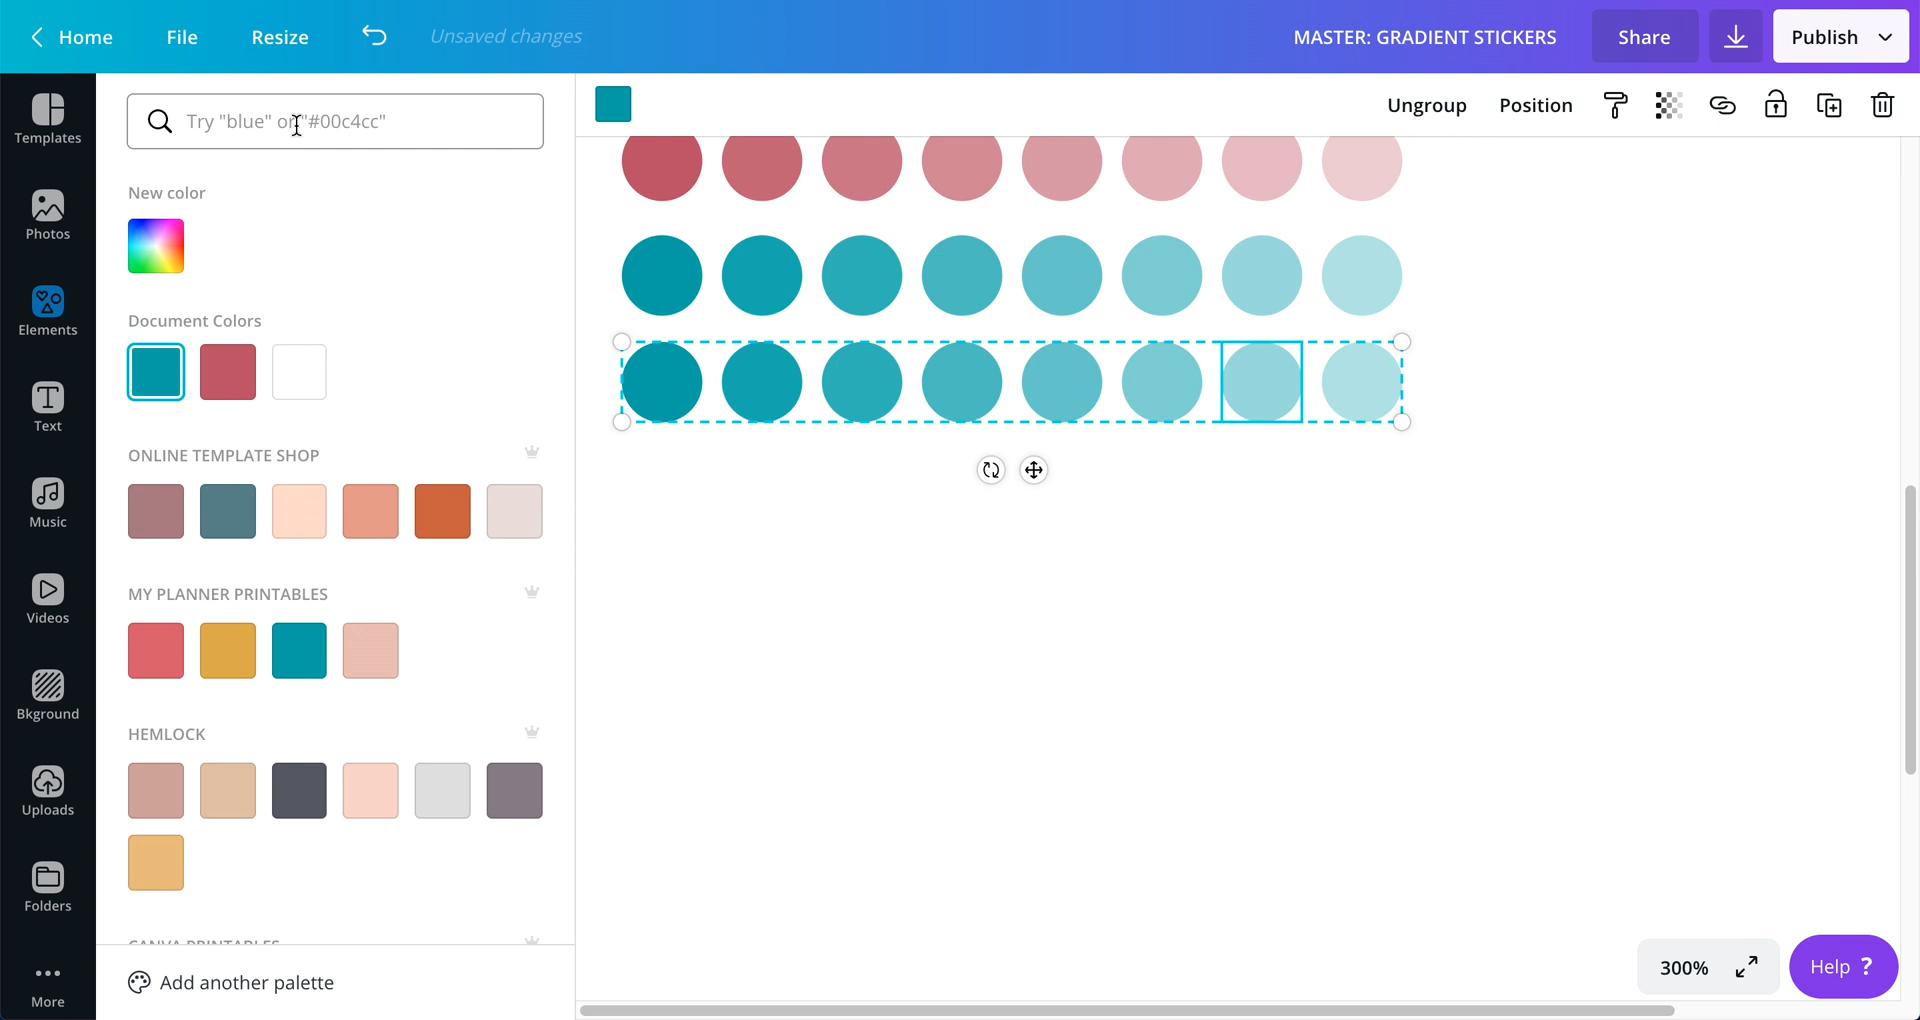 Home File Resize Unsaved changes MASTER: GRADIENT STICKERS Share Publish
Try "blue" or "#00c4cc"
Ungroup Position
Templates
Photos
Elements
Text
Music
Videos
Bkground
Uploads
Folders
More
New color
Document Colors
ONLINE TEMPLATE SHOP
MY PLANNER PRINTABLES
HEMLOCK
CANVA PRINTABLES
Add another palette
300%
Help ?